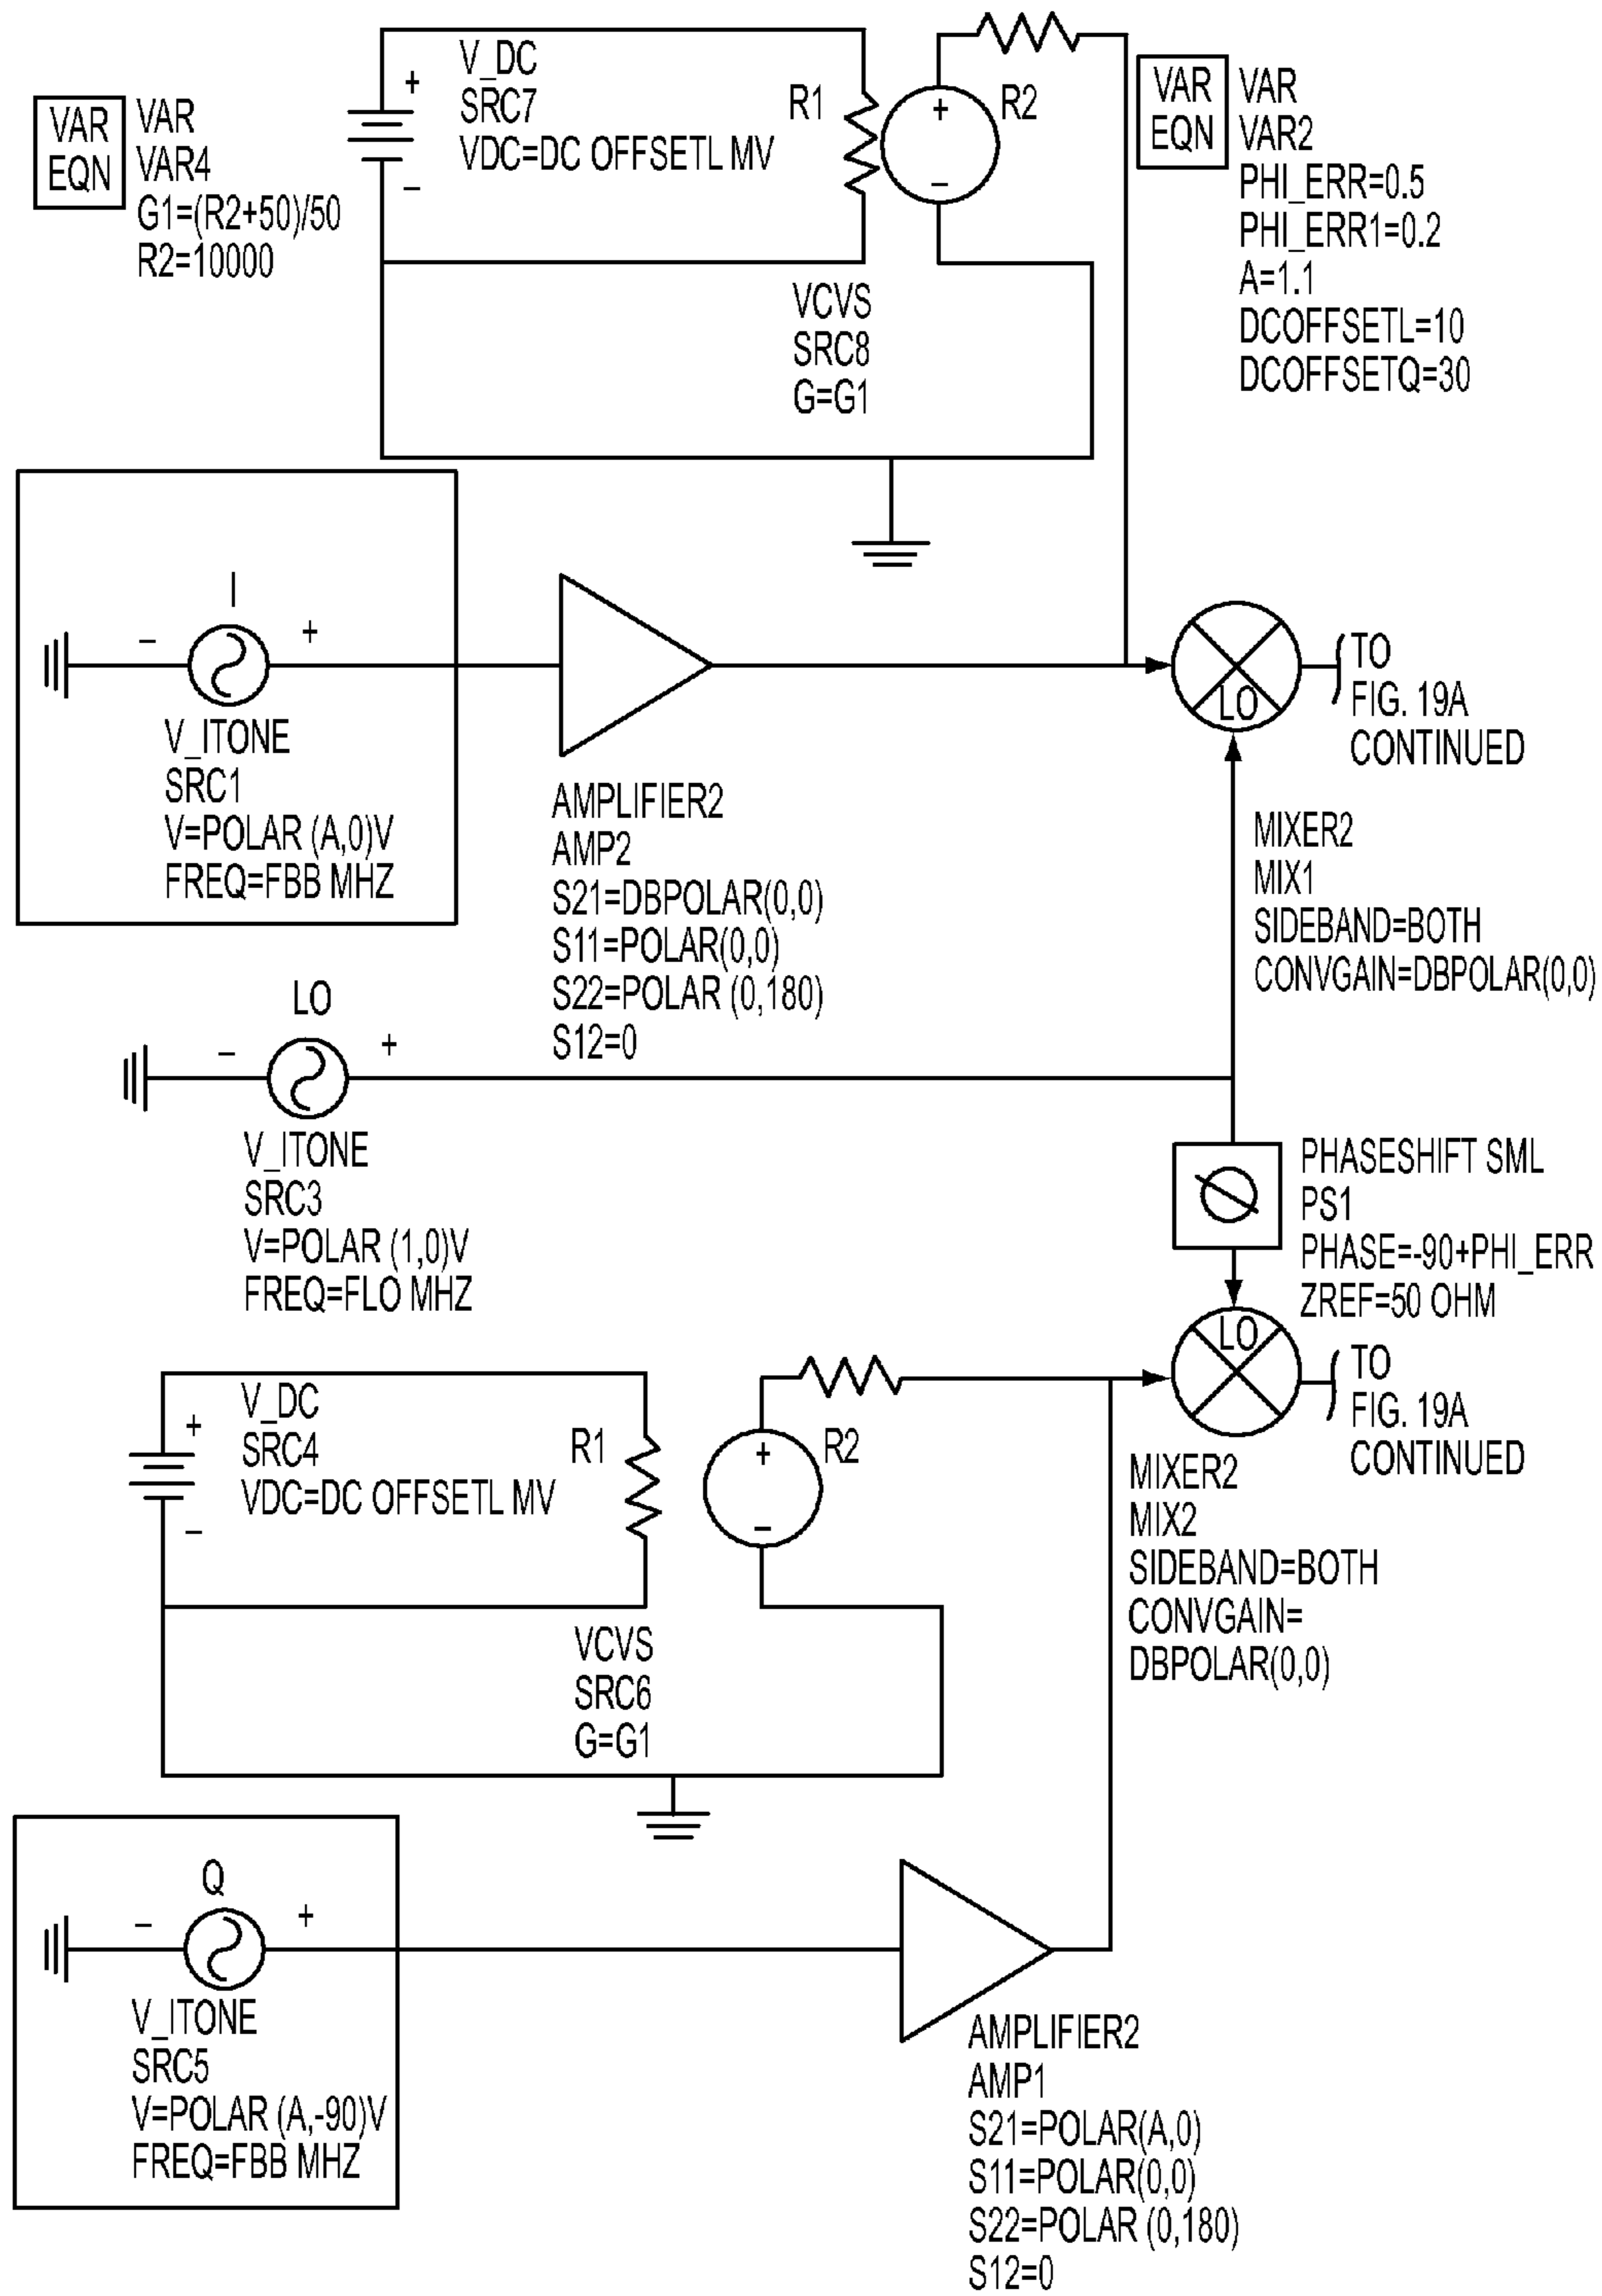 VAR
EQN
VAR
VAR4
G1=(R2+50)/50
R2=10000
+
V_DC
SRC7
VDC=DC OFFSETL MV
–
R1
+
–
R2
VCVS
SRC8
G=G1
VAR
EQN
VAR
VAR2
PHI_ERR=0.5
PHI_ERR1=0.2
A=1.1
DCOFFSETL=10
DCOFFSETQ=30
I
–
+
V_ITONE
SRC1
V=POLAR (A,0)V
FREQ=FBB MHZ
AMPLIFIER2
AMP2
S21=DBPOLAR(0,0)
S11=POLAR(0,0)
S22=POLAR (0,180)
S12=0
LO
TO
FIG. 19A
CONTINUED
MIXER2
MIX1
SIDEBAND=BOTH
CONVGAIN=DBPOLAR(0,0)
LO
–
+
V_ITONE
SRC3
V=POLAR (1,0)V
FREQ=FLO MHZ
PHASESHIFT SML
PS1
PHASE=-90+PHI_ERR
ZREF=50 OHM
LO
TO
FIG. 19A
CONTINUED
+
V_DC
SRC4
VDC=DC OFFSETL MV
–
R1
+
–
R2
VCVS
SRC6
G=G1
MIXER2
MIX2
SIDEBAND=BOTH
CONVGAIN=
DBPOLAR(0,0)
Q
–
+
V_ITONE
SRC5
V=POLAR (A,-90)V
FREQ=FBB MHZ
AMPLIFIER2
AMP1
S21=POLAR(A,0)
S11=POLAR(0,0)
S22=POLAR (0,180)
S12=0